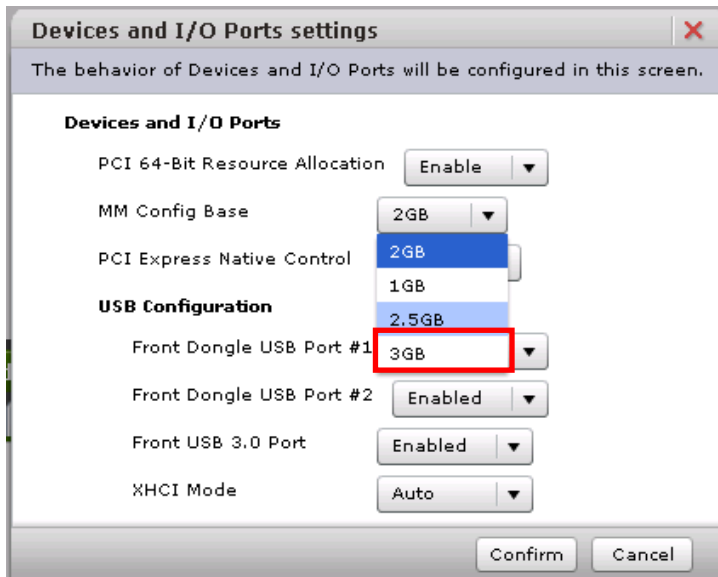 Devices and I/O Ports settings
The behavior of Devices and I/O Ports will be configured in this screen.
Devices and I/O Ports
PCI 64-Bit Resource Allocation Enable
MM Config Base 2GB
2GB
PCI Express Native Control
1GB
USB Configuration
2.5GB
Front Dongle USB Port #1
3GB
Front Dongle USB Port #2 Enabled
Front USB 3.0 Port Enabled
XHCI Mode Auto
Confirm Cancel